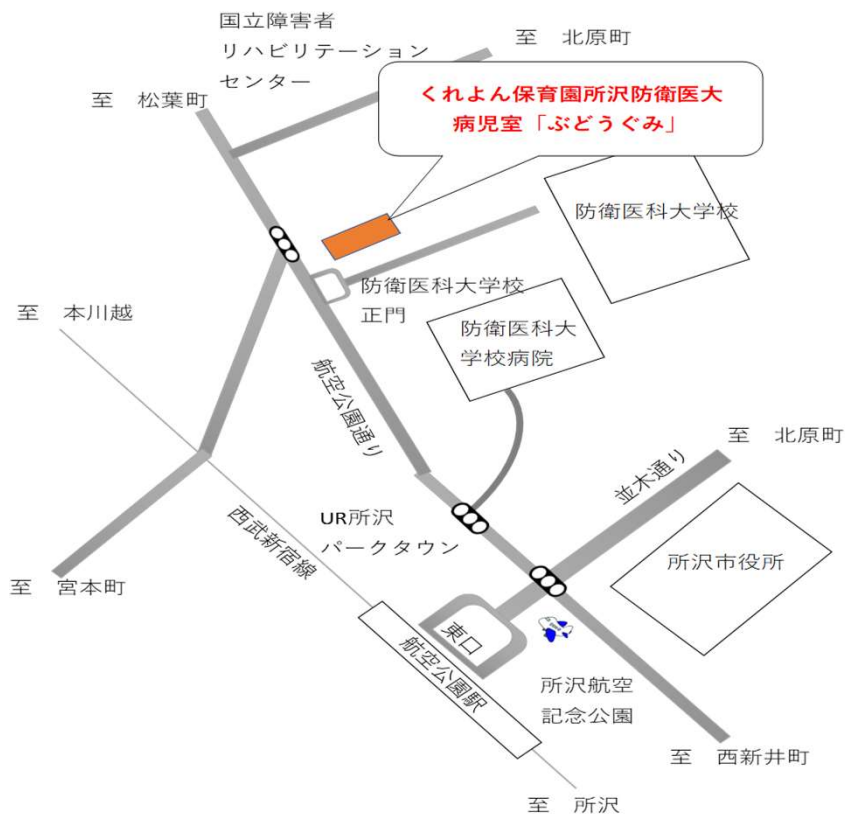 国立障害者
リハビリテーション
センター
至　北原町
至　松葉町
くれよん保育園所沢防衛医大
病児室「ぶどうぐみ」
防衛医科大学校
防衛医科大学校
正門
至　本川越
防衛医科大
学校病院
航空公園通り
至　北原町
並木通り
UR所沢
パークタウン
西武新宿線
所沢市役所
至　宮本町
東口
航空公園駅
所沢航空
記念公園
至　西新井町
至　所沢